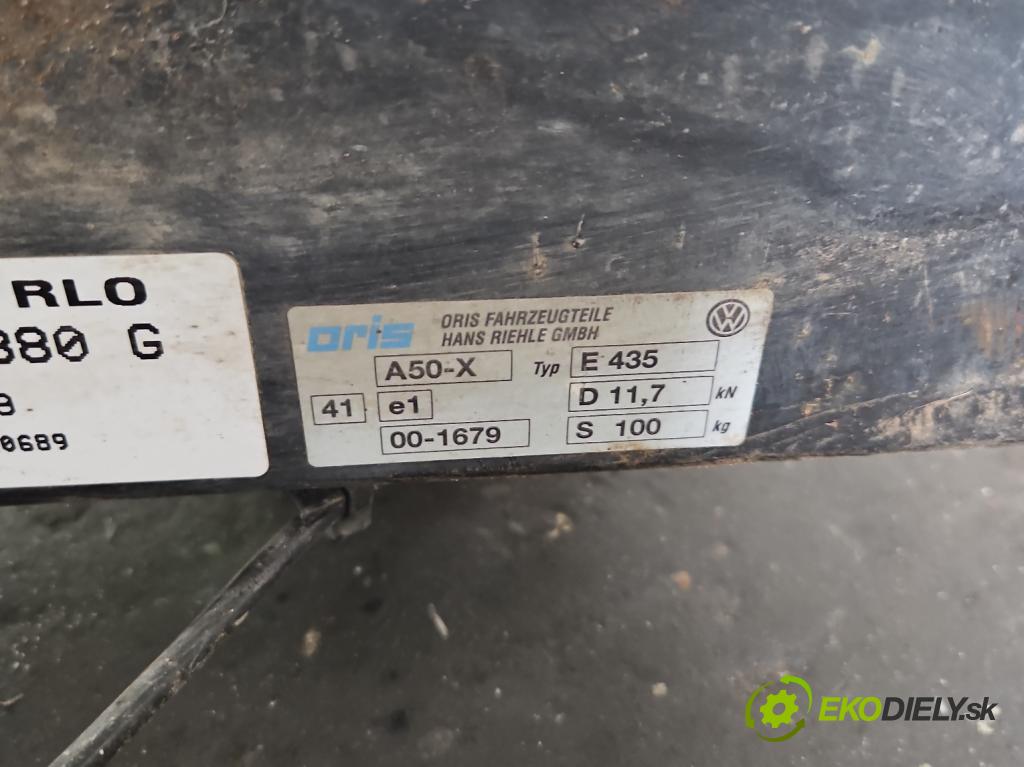 RLO
880 G
0689
oris
ORIS FAHRZEUGTEILE
HANS RIEHLE GMBH
A50-X Typ E 435
41 e1 D 11,7 kN
00-1679 S 100 kg
EKODIELY.sk